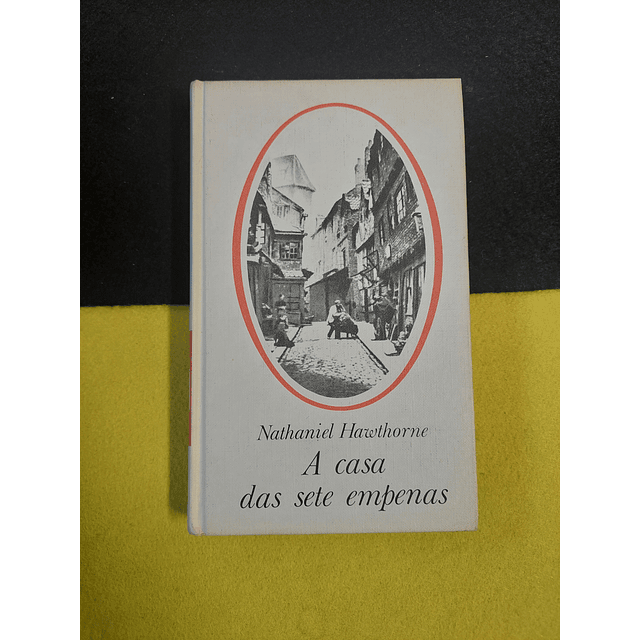 Nathaniel Hawthorne
A casa
das sete empenas